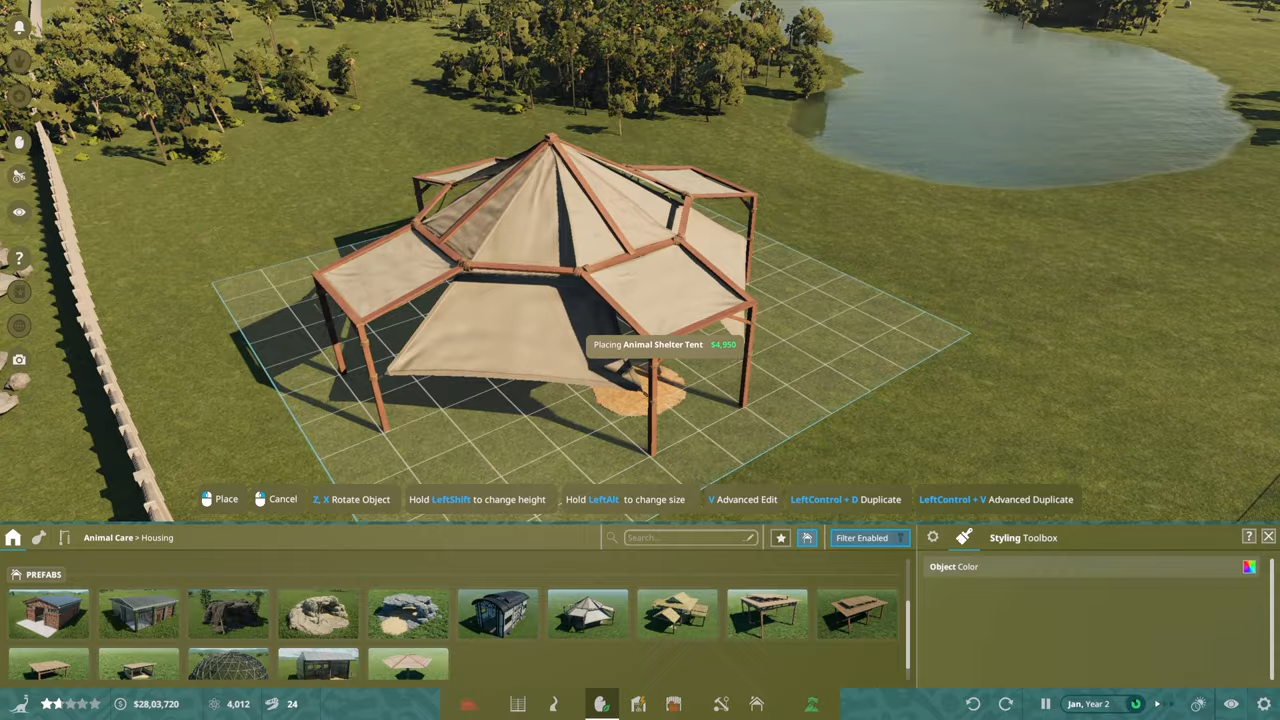 ?
Placing Animal Shelter Tent $4,950
Place
Cancel
Z, X Rotate Object
Hold LeftShift to change height
Hold LeftAlt to change size
V Advanced Edit
LeftControl + D Duplicate
LeftControl + V Advanced Duplicate
Animal Care > Housing
Search...
Filter Enabled
Styling Toolbox
?
PREFABS
Object Color
$28,03,720
4,012
24
Jan, Year 2